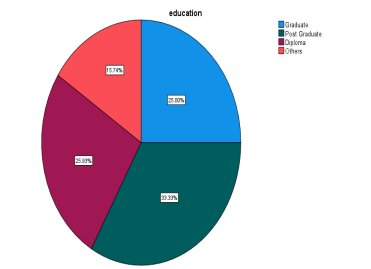 education
Graduate
Post Graduate
Diploma
Others
15.74%
25.00%
25.93%
33.33%